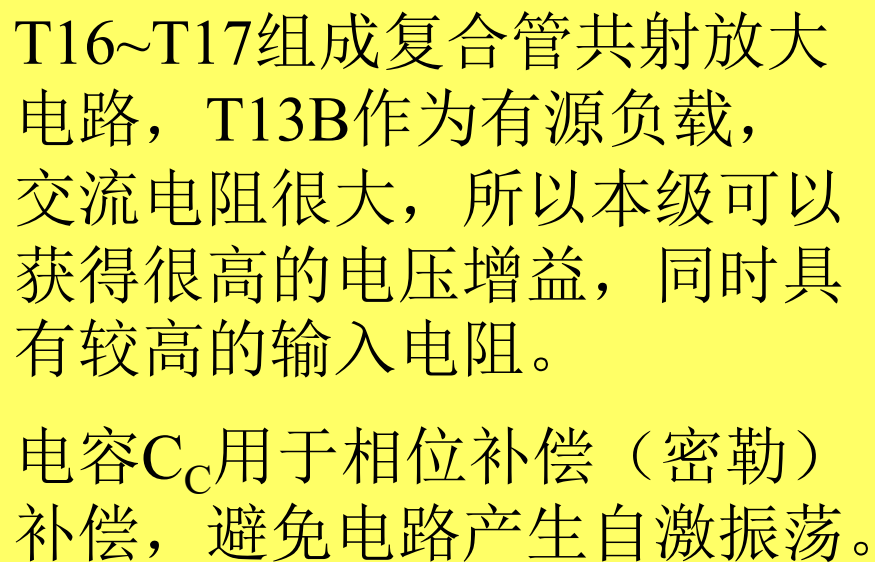 T16~T17组成复合管共射放大
电路，T13B作为有源负载，
交流电阻很大，所以本级可以
获得很高的电压增益，同时具
有较高的输入电阻。
电容CC用于相位补偿（密勒）
补偿，避免电路产生自激振荡。